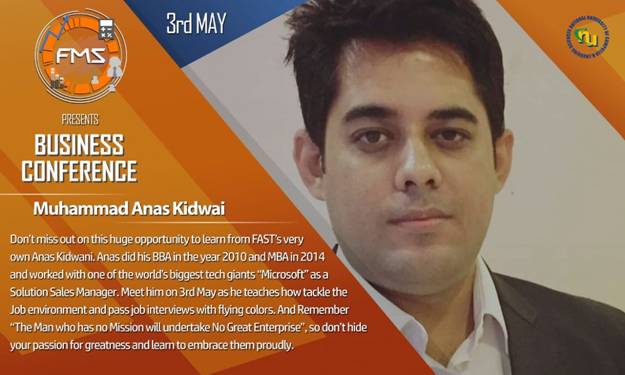 3rd MAY
FMS
PRESENTS
BUSINESS
CONFERENCE
Muhammad Anas Kidwai
Don't miss out on this huge opportunity to learn from FAST's very
own Anas Kidwani. Anas did his BBA in the year 2010 and MBA in 2014
and worked with one of the world's biggest tech giants "Microsoft" as a
Solution Sales Manager. Meet him on 3rd May as he teaches how tackle the
Job environment and pass job interviews with flying colors. And Remember
"The Man who has no Mission will undertake No Great Enterprise", so don't hide
your passion for greatness and learn to embrace them proudly.